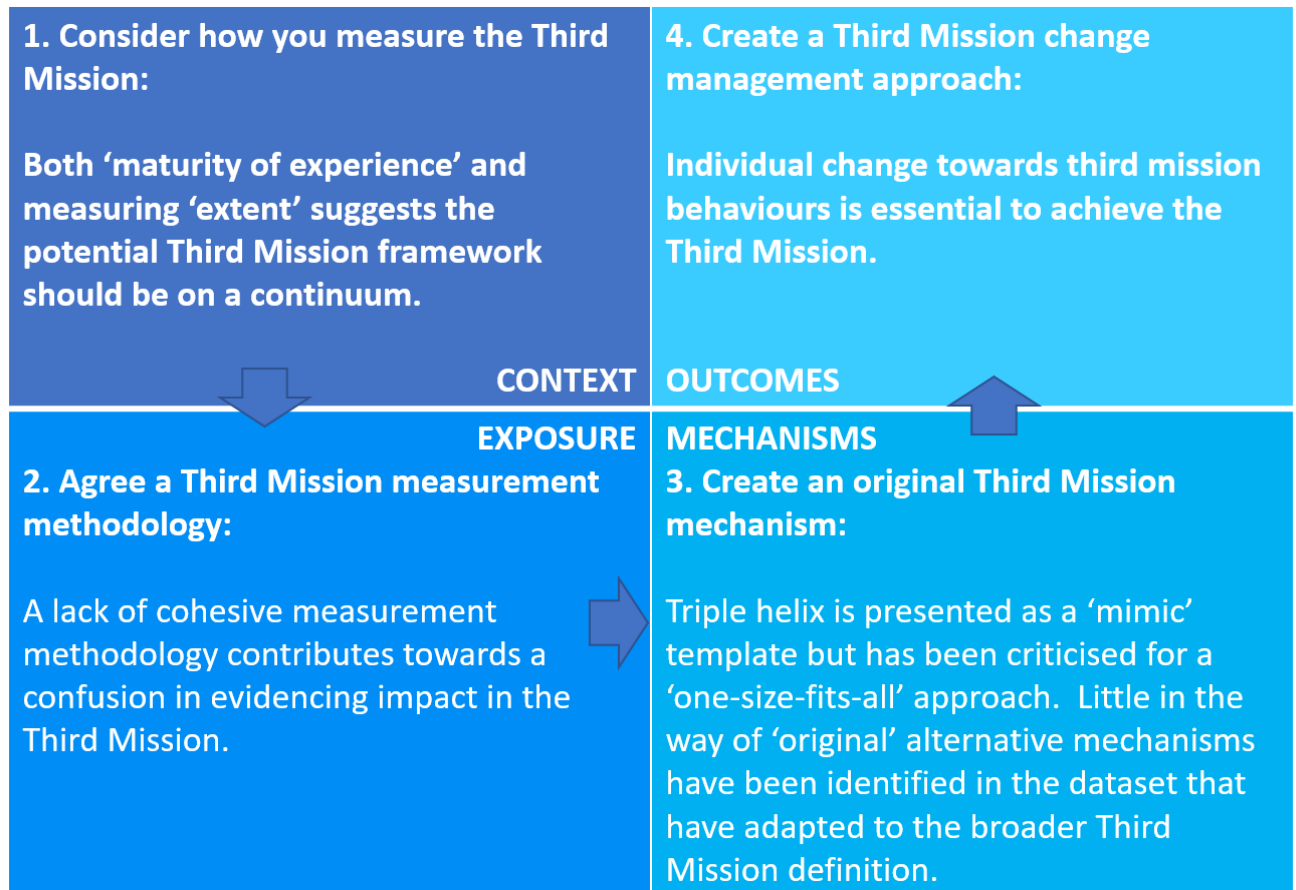 1. Consider how you measure the Third
Mission:
Both ‘maturity of experience’ and
measuring ‘extent’ suggests the
potential Third Mission framework
should be on a continuum.
CONTEXT
EXPOSURE
2. Agree a Third Mission measurement
methodology:
A lack of cohesive measurement
methodology contributes towards a
confusion in evidencing impact in the
Third Mission.
MECHANISMS
3. Create an original Third Mission
mechanism:
Triple helix is presented as a ‘mimic’
template but has been criticised for a
‘one-size-fits-all’ approach.  Little in the
way of ‘original’ alternative mechanisms
have been identified in the dataset that
have adapted to the broader Third
Mission definition.
4. Create a Third Mission change
management approach:
Individual change towards third mission
behaviours is essential to achieve the
Third Mission.
OUTCOMES